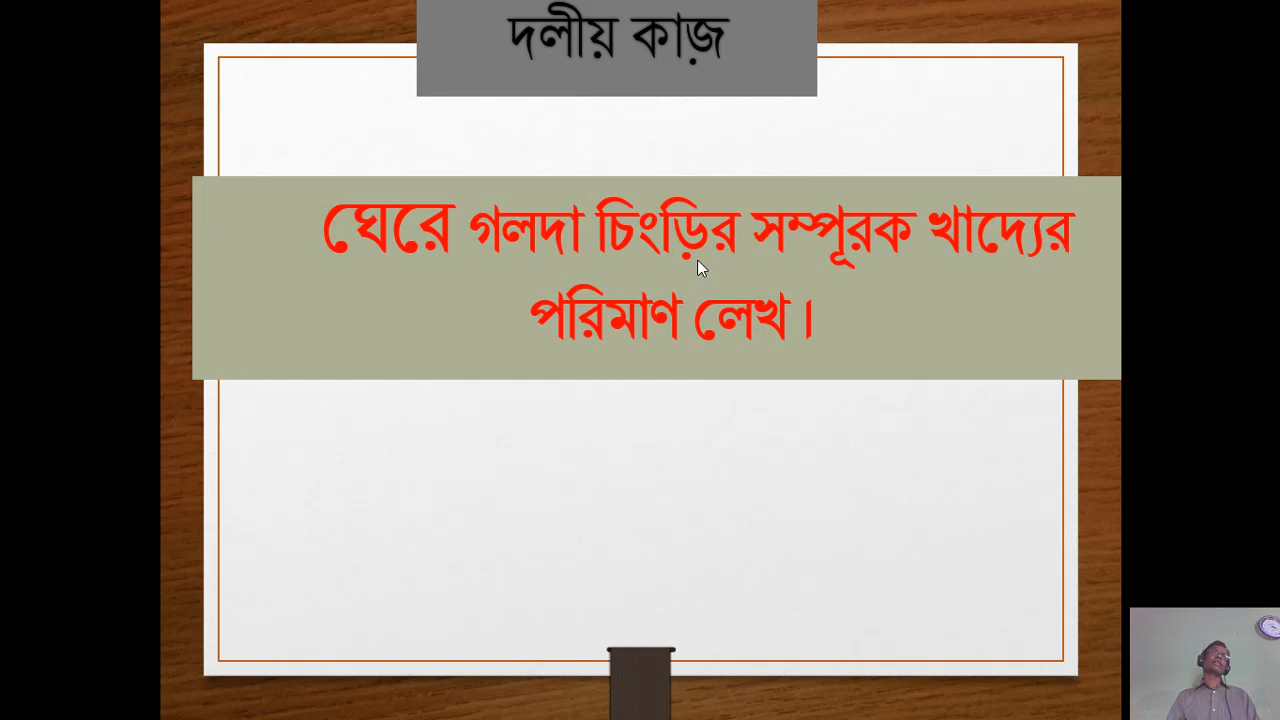 দলীয় কাজ়
ঘেরে গলদা চিংড়ির সম্পূরক খাদ্যের
পরিমাণ লেখ।